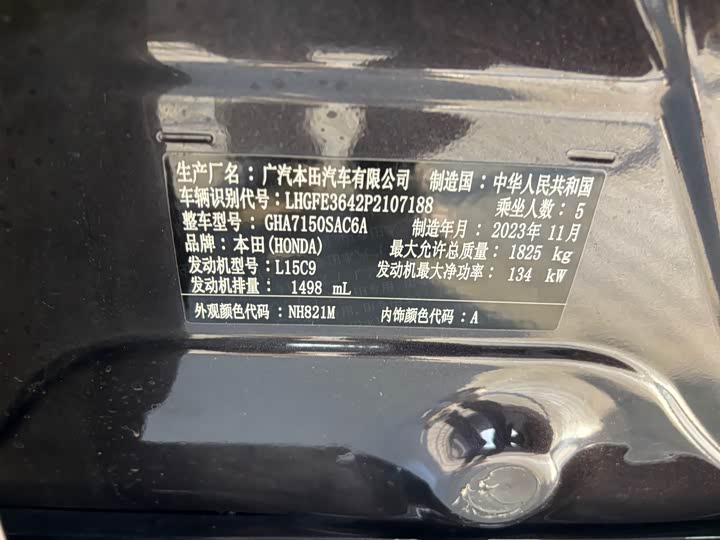 生产厂名：广汽本田汽车有限公司 制造国：中华人民共和国
车辆识别代号：LHGFE3642P2107188 乘坐人数：5
整车型号：GHA7150SAC6A 制造年月：2023年11月
品牌：本田(HONDA) 最大允许总质量：1825 kg
发动机型号：L15C9 发动机最大净功率：134 kW
发动机排量：1498 mL
外观颜色代码：NH821M 内饰颜色代码：A